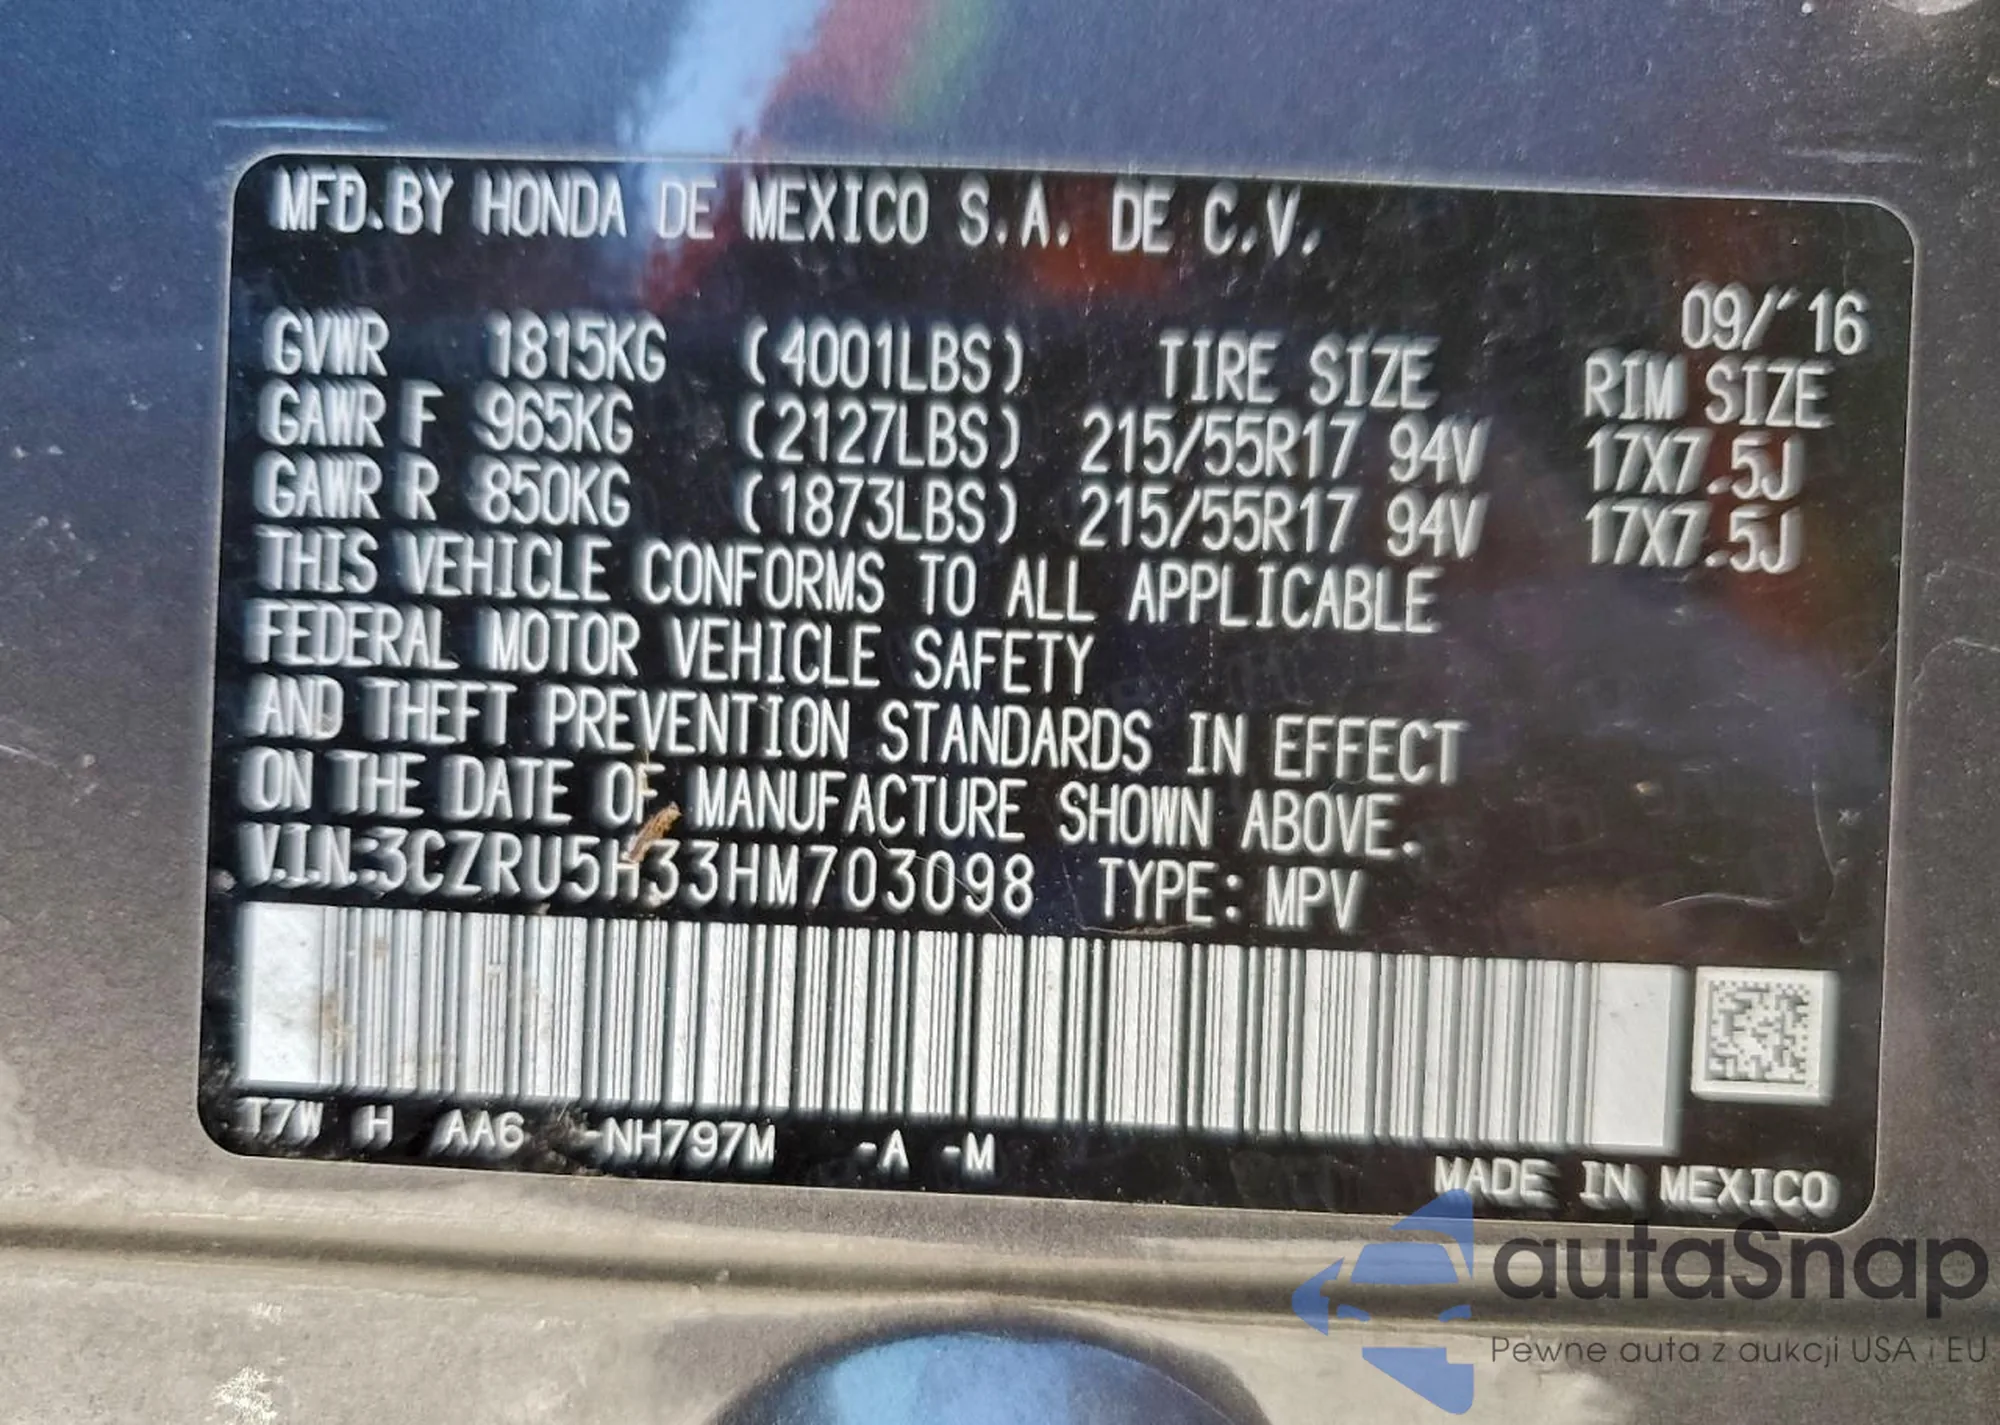 MFD.BY HONDA DE MEXICO S.A. DE C.V.
09/'16
GVWR 1815KG (4001LBS) TIRE SIZE RIM SIZE
GAWR F 965KG (2127LBS) 215/55R17 94V 17X7.5J
GAWR R 850KG (1873LBS) 215/55R17 94V 17X7.5J
THIS VEHICLE CONFORMS TO ALL APPLICABLE
FEDERAL MOTOR VEHICLE SAFETY
AND THEFT PREVENTION STANDARDS IN EFFECT
ON THE DATE OF MANUFACTURE SHOWN ABOVE.
V.I.N:3CZRU5H33HM703098 TYPE: MPV
T7W H AA6 -NH797M -A -M
MADE IN MEXICO
autaSnap
Pewne auta z aukcji USA i EU